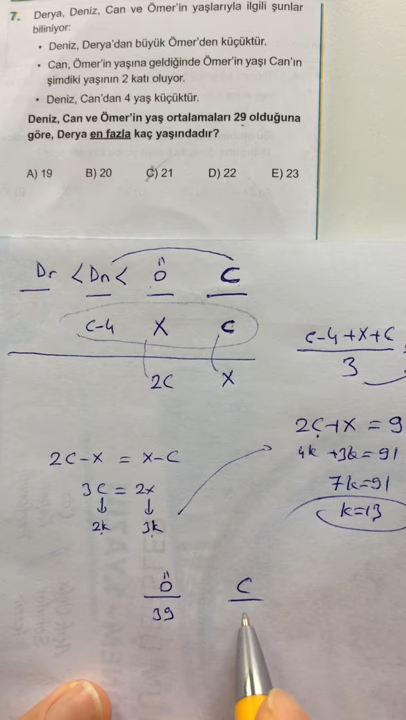 7. Derya, Deniz, Can ve Ömer'in yaşlarıyla ilgili şunlar
biliniyor:
• Deniz, Derya'dan büyük Ömer'den küçüktür.
• Can, Ömer'in yaşına geldiğinde Ömer'in yaşı Can'ın
şimdiki yaşının 2 katı oluyor.
• Deniz, Can'dan 4 yaş küçüktür.
Deniz, Can ve Ömer'in yaş ortalamaları 29 olduğuna
göre, Derya en fazla kaç yaşındadır?
A) 19 B) 20 C) 21 D) 22 E) 23
Dr < Dn < Ö C
C-4 X C
2C X
C-4+X+C
3
2C+X = 9
4k +3k = 91
7k=91
k=13
2C-X = X-C
3C = 2x
↓ ↓
2k 3k
Ö C
39